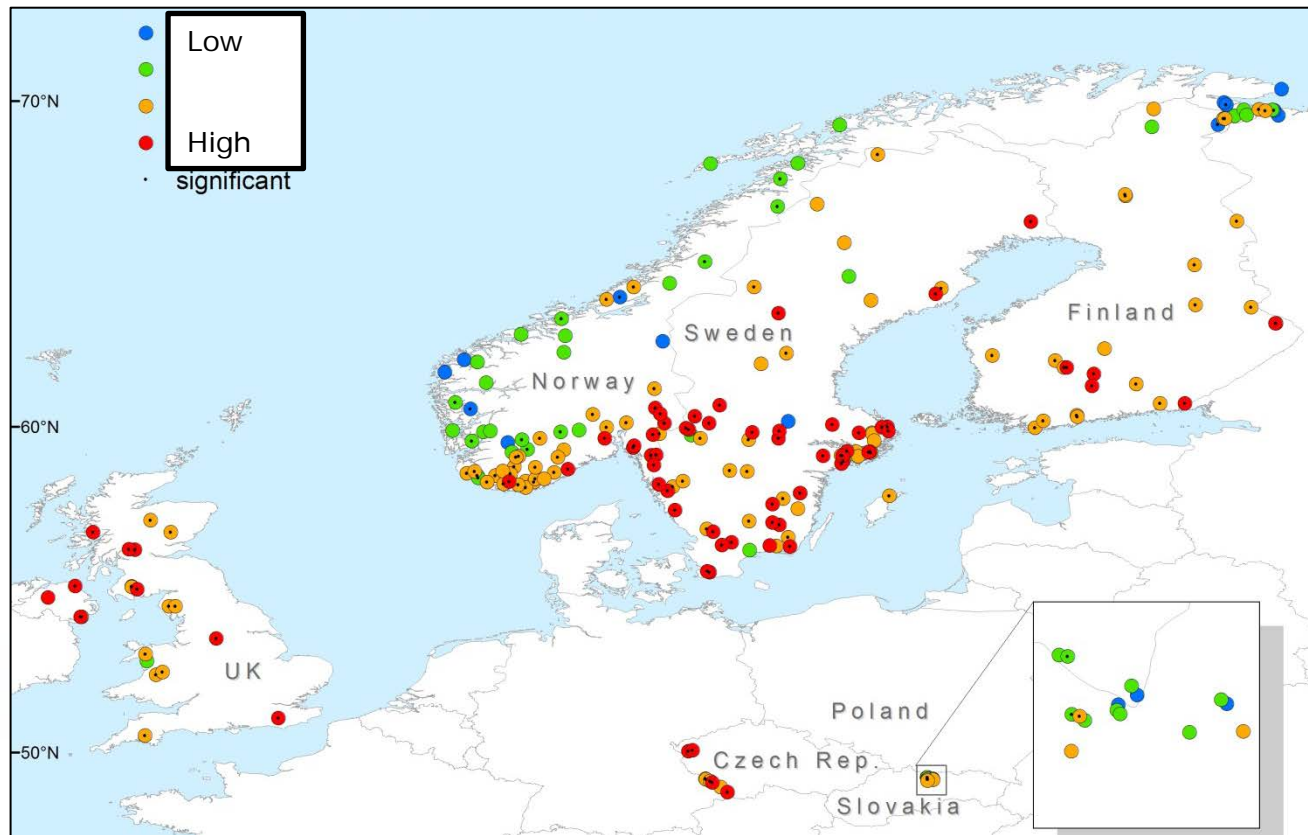 Low
High
significant
70°N
60°N
50°N
Norway
Sweden
Finland
UK
Poland
Czech Rep.
Slovakia